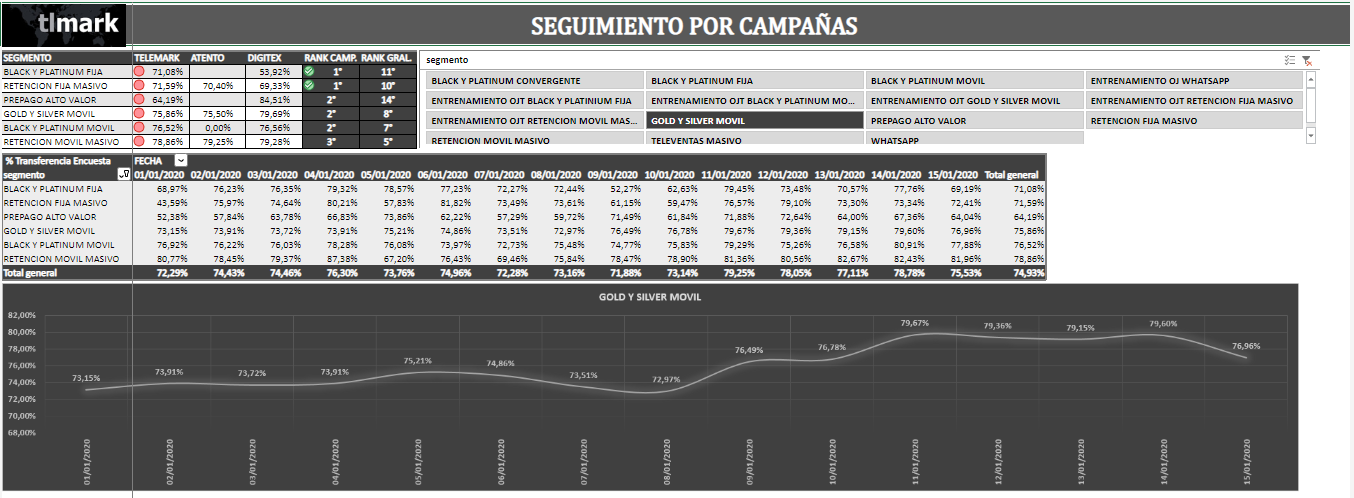 tlmark
SEGUIMIENTO POR CAMPAÑAS
SEGMENTO TELEMARK ATENTO DIGITEX RANK CAMP. RANK GRAL.
BLACK Y PLATINUM FIJA 71,08% 53,92% 1° 11°
RETENCION FIJA MASIVO 71,59% 70,40% 69,33% 1° 10°
PREPAGO ALTO VALOR 64,19% 84,51% 2° 14°
GOLD Y SILVER MOVIL 75,86% 75,50% 79,69% 2° 8°
BLACK Y PLATINUM MOVIL 76,52% 0,00% 76,56% 2° 7°
RETENCION MOVIL MASIVO 78,86% 79,25% 79,28% 3° 5°
segmento
BLACK Y PLATINUM CONVERGENTE BLACK Y PLATINUM FIJA BLACK Y PLATINUM MOVIL ENTRENAMIENTO OJ WHATSAPP
ENTRENAMIENTO OJT BLACK Y PLATINIUM FIJA ENTRENAMIENTO OJT BLACK Y PLATINUM MO... ENTRENAMIENTO OJT GOLD Y SILVER MOVIL ENTRENAMIENTO OJT RETENCION FIJA MASIVO
ENTRENAMIENTO OJT RETENCION MOVIL MAS... GOLD Y SILVER MOVIL PREPAGO ALTO VALOR RETENCION FIJA MASIVO
RETENCION MOVIL MASIVO TELEVENTAS MASIVO WHATSAPP
% Transferencia Encuesta FECHA
segmento 01/01/2020 02/01/2020 03/01/2020 04/01/2020 05/01/2020 06/01/2020 07/01/2020 08/01/2020 09/01/2020 10/01/2020 11/01/2020 12/01/2020 13/01/2020 14/01/2020 15/01/2020 Total general
BLACK Y PLATINUM FIJA 68,97% 76,23% 76,35% 79,32% 78,57% 77,23% 72,27% 72,44% 52,27% 62,63% 79,45% 73,48% 70,57% 77,76% 69,19% 71,08%
RETENCION FIJA MASIVO 43,59% 75,97% 74,64% 80,21% 57,83% 81,82% 73,49% 73,61% 61,15% 59,47% 76,57% 79,10% 73,30% 73,34% 72,41% 71,59%
PREPAGO ALTO VALOR 52,38% 57,84% 63,78% 66,83% 73,86% 62,22% 57,29% 59,72% 71,49% 61,84% 71,88% 72,64% 64,00% 67,36% 64,04% 64,19%
GOLD Y SILVER MOVIL 73,15% 73,91% 73,72% 73,91% 75,21% 74,86% 73,51% 72,97% 76,49% 76,78% 79,67% 79,36% 79,15% 79,60% 76,96% 75,86%
BLACK Y PLATINUM MOVIL 76,92% 76,22% 76,03% 78,28% 76,08% 73,97% 72,73% 75,48% 74,77% 75,83% 79,29% 75,26% 76,58% 80,91% 77,88% 76,52%
RETENCION MOVIL MASIVO 80,77% 78,45% 79,37% 87,38% 67,20% 76,43% 69,46% 75,84% 78,47% 78,90% 81,36% 80,56% 82,67% 82,43% 81,96% 78,86%
Total general 72,29% 74,43% 74,46% 76,30% 73,76% 74,96% 72,28% 73,16% 71,88% 73,14% 79,25% 78,05% 77,11% 78,78% 75,53% 74,93%
GOLD Y SILVER MOVIL
82,00%
80,00%
78,00%
76,00%
74,00%
72,00%
70,00%
68,00%
73,15% 73,91% 73,72% 73,91% 75,21% 74,86% 73,51% 72,97% 76,49% 76,78% 79,67% 79,36% 79,15% 79,60% 76,96%
01/01/2020 02/01/2020 03/01/2020 04/01/2020 05/01/2020 06/01/2020 07/01/2020 08/01/2020 09/01/2020 10/01/2020 11/01/2020 12/01/2020 13/01/2020 14/01/2020 15/01/2020